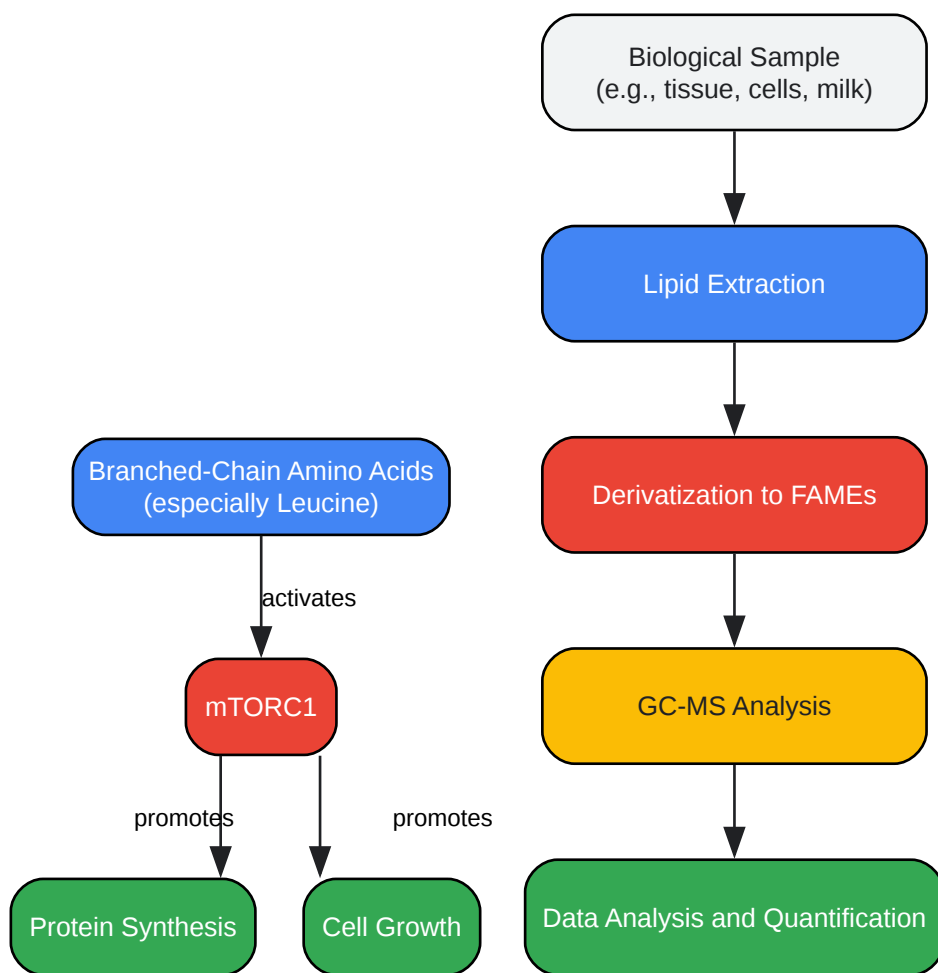 Biological Sample
(e.g., tissue, cells, milk)
Lipid Extraction
Derivatization to FAMEs
GC-MS Analysis
Data Analysis and Quantification
Branched-Chain Amino Acids
(especially Leucine)
activates
mTORC1
promotes
promotes
Protein Synthesis
Cell Growth